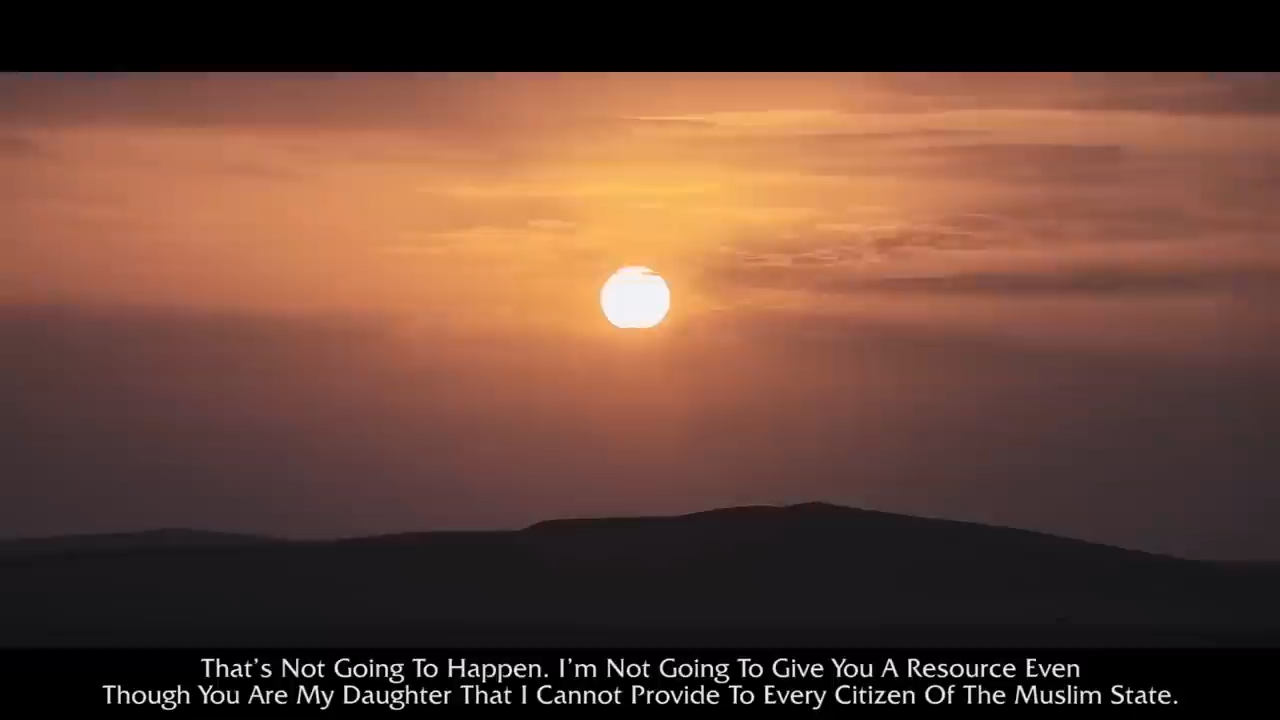 That's Not Going To Happen. I'm Not Going To Give You A Resource Even
Though You Are My Daughter That I Cannot Provide To Every Citizen Of The Muslim State.